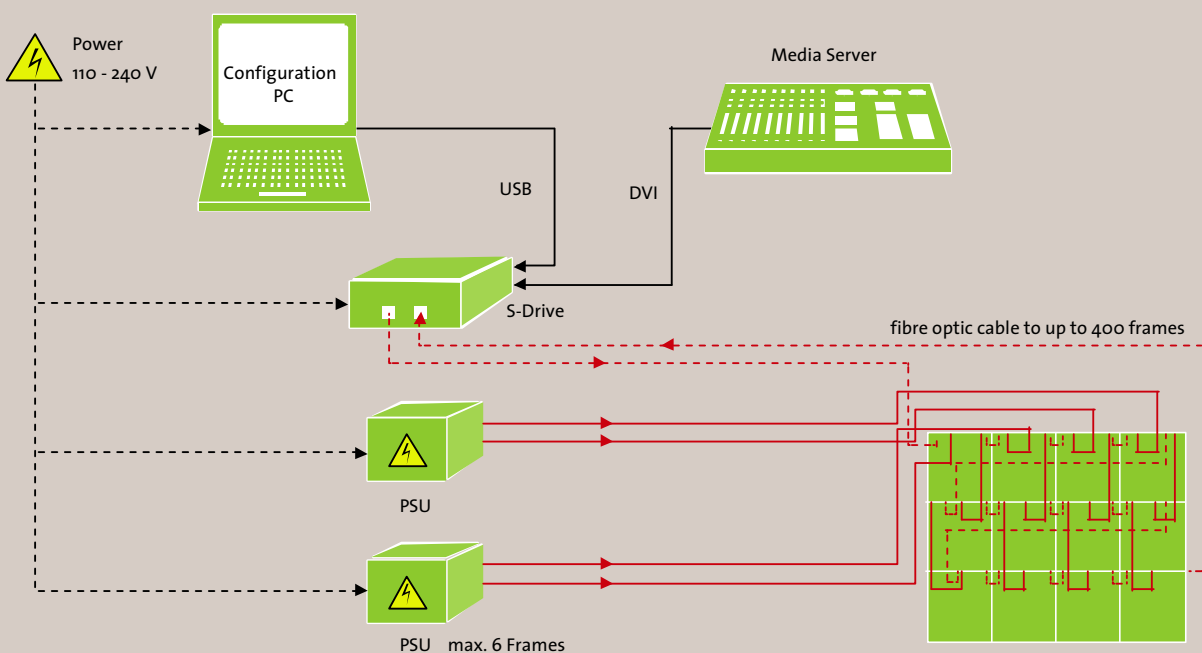 Power
110 - 240 V
Configuration
PC
Media Server
USB
DVI
S-Drive
fibre optic cable to up to 400 frames
PSU
PSU max. 6 Frames